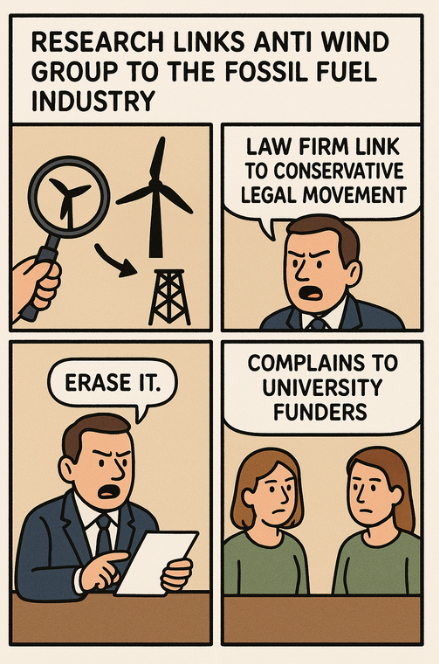 RESEARCH LINKS ANTI WIND
GROUP TO THE FOSSIL FUEL
INDUSTRY
LAW FIRM LINK
TO CONSERVATIVE
LEGAL MOVEMENT
ERASE IT.
COMPLAINS TO
UNIVERSITY
FUNDERS